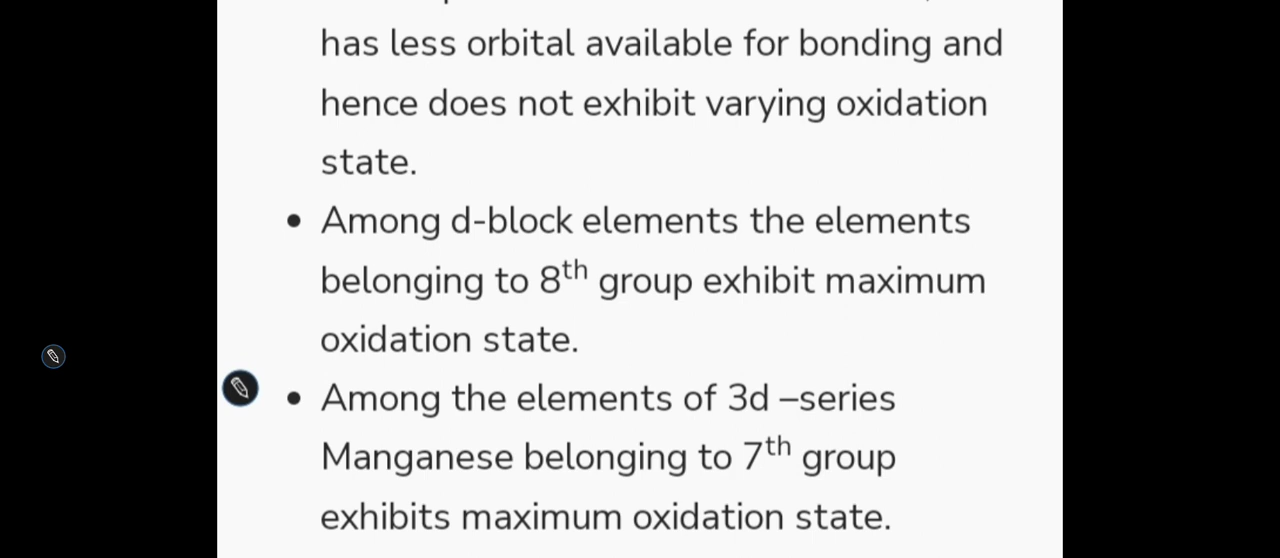 has less orbital available for bonding and
hence does not exhibit varying oxidation
state.
• Among d-block elements the elements
belonging to 8th group exhibit maximum
oxidation state.
• Among the elements of 3d –series
Manganese belonging to 7th group
exhibits maximum oxidation state.